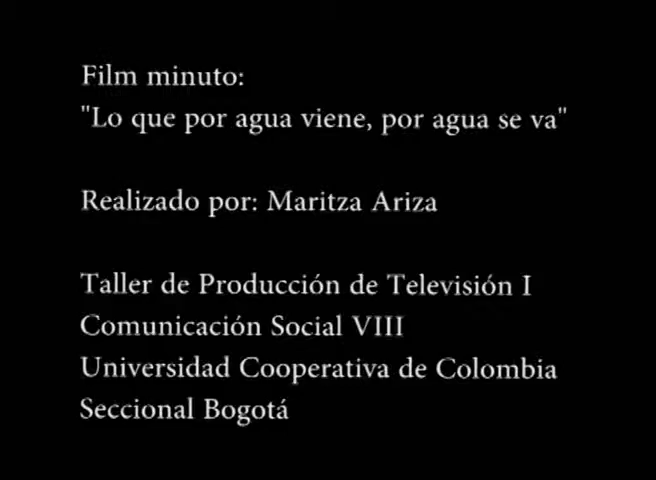 Film minuto:
"Lo que por agua viene, por agua se va"
Realizado por: Maritza Ariza
Taller de Producción de Televisión I
Comunicación Social VIII
Universidad Cooperativa de Colombia
Seccional Bogotá